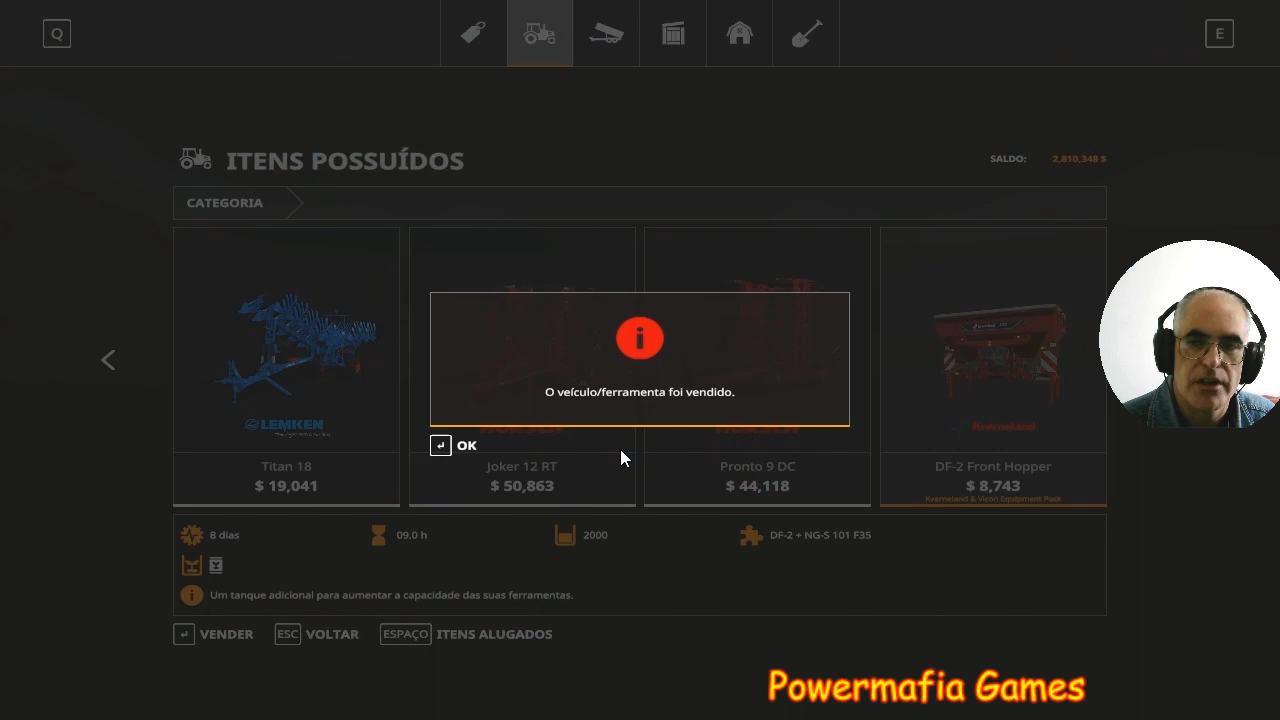 Q
E
ITENS POSSUÍDOS
SALDO: 2,810,348 $
CATEGORIA
O veículo/ferramenta foi vendido.
LEMKEN
Kverneland
↵ OK
Titan 18
$ 19,041
Joker 12 RT
$ 50,863
Pronto 9 DC
$ 44,118
DF-2 Front Hopper
$ 8,743
Kverneland & Vicon Equipment Pack
8 dias
09.0 h
2000
DF-2 + NG-S 101 F35
Um tanque adicional para aumentar a capacidade das suas ferramentas.
↵ VENDER
ESC VOLTAR
ESPAÇO ITENS ALUGADOS
Powermafia Games